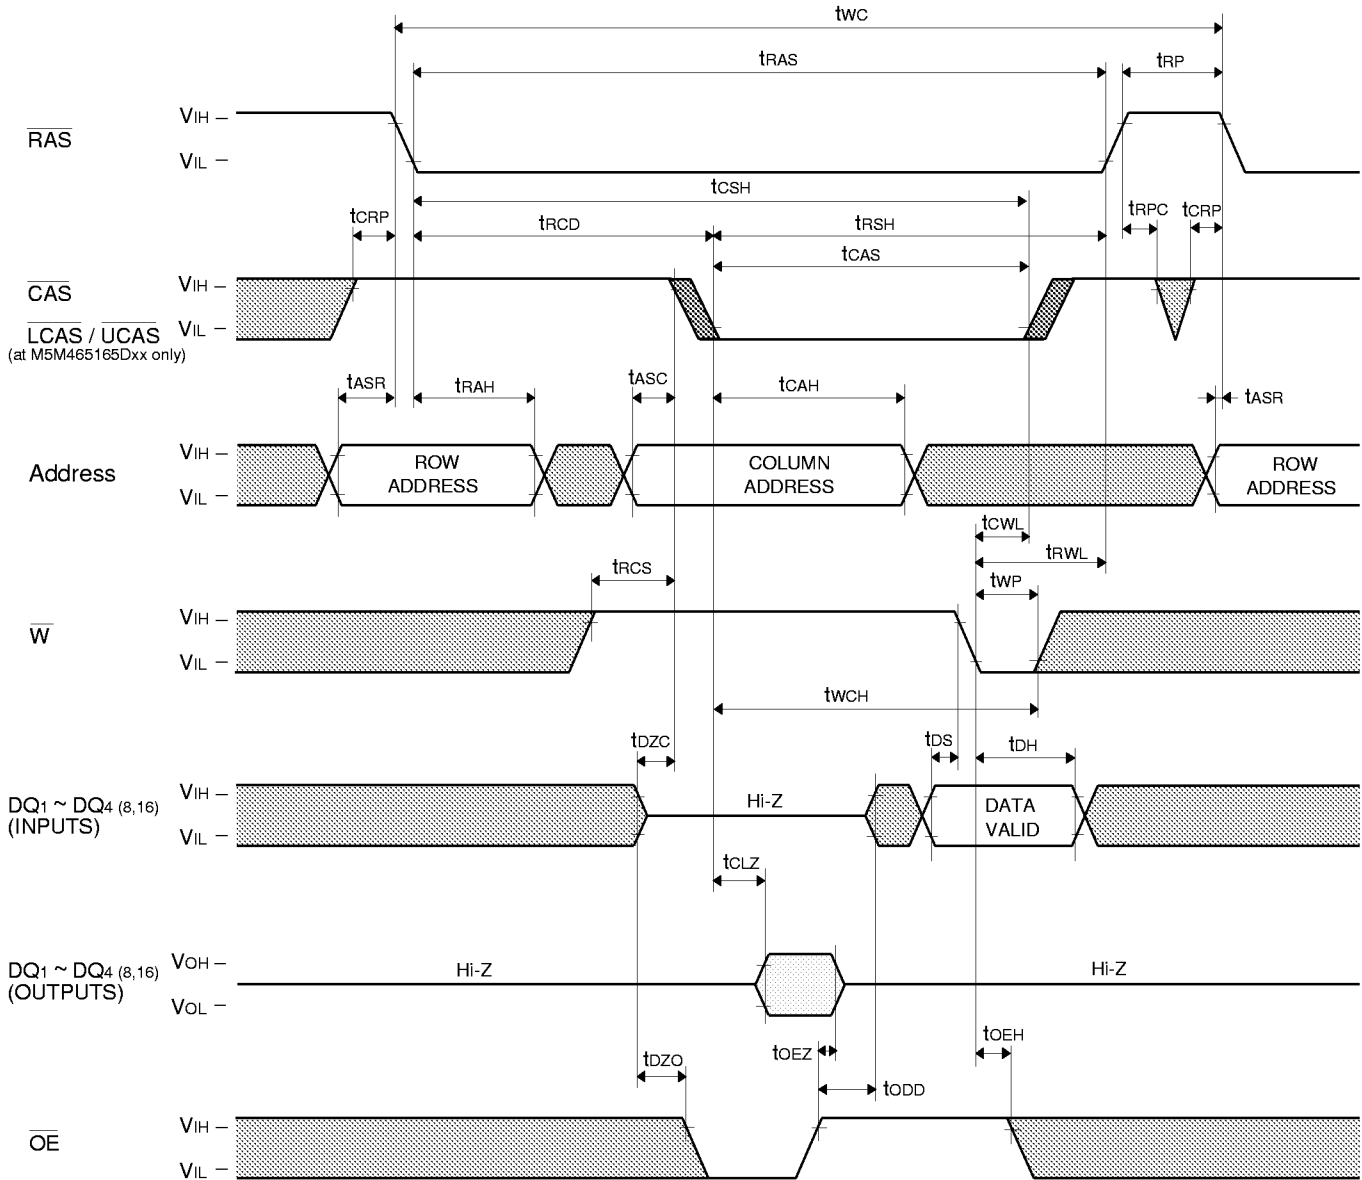 tWC
tRAS
tRP
RAS
VIH
VIL
tCSH
tCRP
tRCD
tRSH
tRPC
tCRP
tCAS
CAS
VIH
LCAS / UCAS
VIL
(at M5M465165Dxx only)
tASR
tRAH
tASC
tCAH
tASR
Address
VIH
VIL
ROW
ADDRESS
COLUMN
ADDRESS
ROW
ADDRESS
tCWL
tRWL
tRCS
tWP
W
VIH
VIL
tWCH
tDZC
tDS
tDH
DQ1 ~ DQ4 (8,16)
(INPUTS)
VIH
VIL
Hi-Z
DATA
VALID
tCLZ
DQ1 ~ DQ4 (8,16)
(OUTPUTS)
VOH
VOL
Hi-Z
Hi-Z
tDZO
tOEZ
tOEH
tODD
OE
VIH
VIL